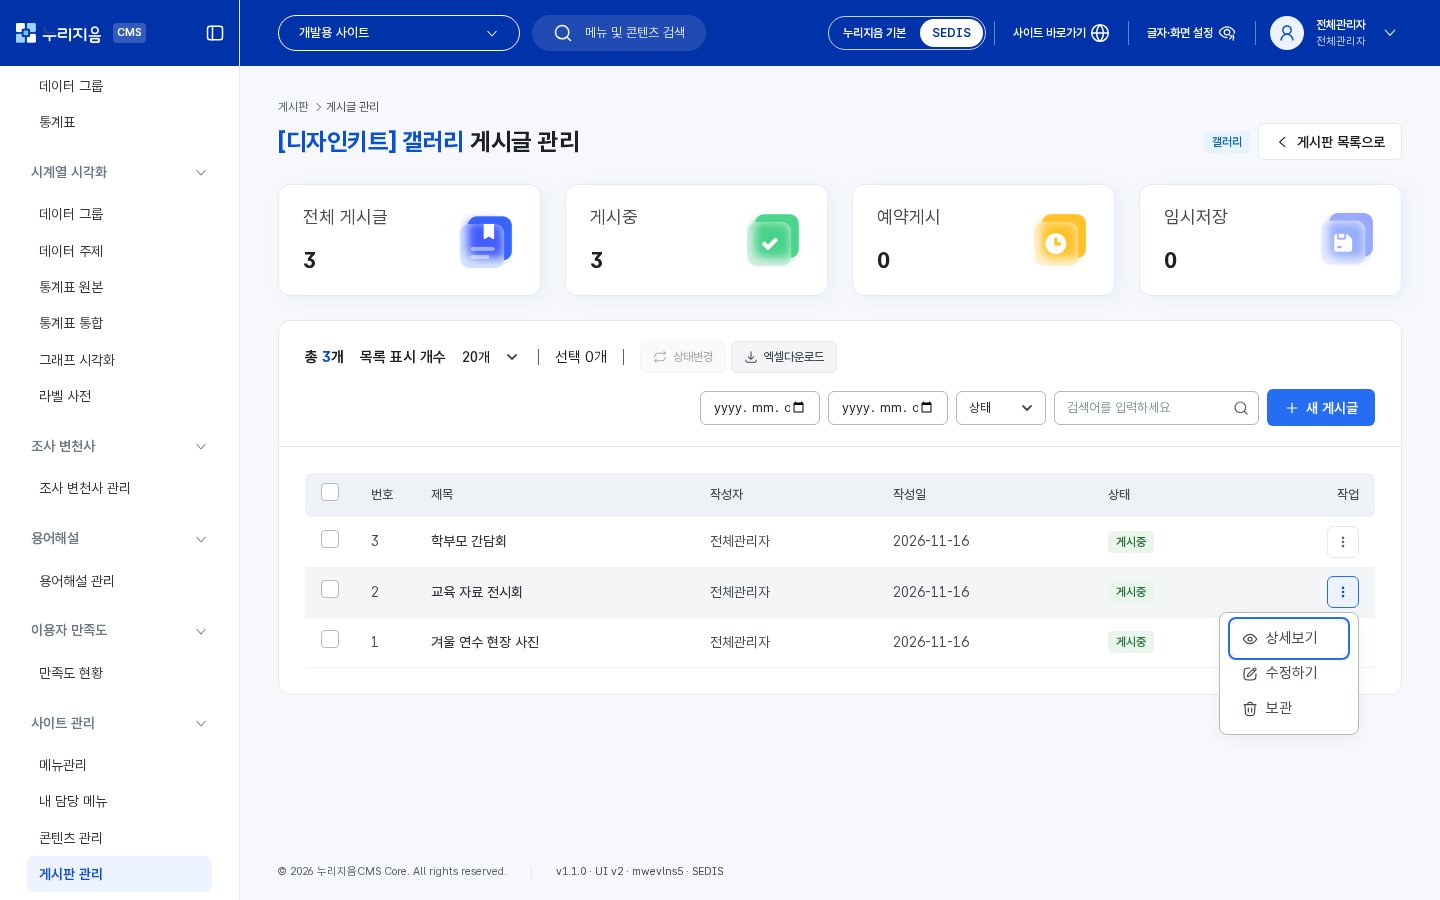 누리지음 CMS
개발용 사이트
메뉴 및 콘텐츠 검색
누리지음 기본
SEDIS
사이트 바로가기
글자·화면 설정
전체관리자
전체관리자
데이터 그룹
통계표
시계열 시각화
데이터 그룹
데이터 주제
통계표 원본
통계표 통합
그래프 시각화
라벨 사전
조사 변천사
조사 변천사 관리
용어해설
용어해설 관리
이용자 만족도
만족도 현황
사이트 관리
메뉴관리
내 담당 메뉴
콘텐츠 관리
게시판 관리
게시판 > 게시글 관리
[디자인키트] 갤러리 게시글 관리
갤러리
게시판 목록으로
전체 게시글
3
게시중
3
예약게시
0
임시저장
0
총 3개 목록 표시 개수 20개 선택 0개 상태변경 엑셀다운로드
yyyy. mm. d yyyy. mm. d 상태 검색어를 입력하세요 새 게시글
번호 제목 작성자 작성일 상태 작업
3 학부모 간담회 전체관리자 2026-11-16 게시중
2 교육 자료 전시회 전체관리자 2026-11-16 게시중
1 겨울 연수 현장 사진 전체관리자 2026-11-16 게시중
상세보기
수정하기
보관
© 2026 누리지음CMS Core. All rights reserved. v1.1.0 · UI v2 · mwevlns5 · SEDIS